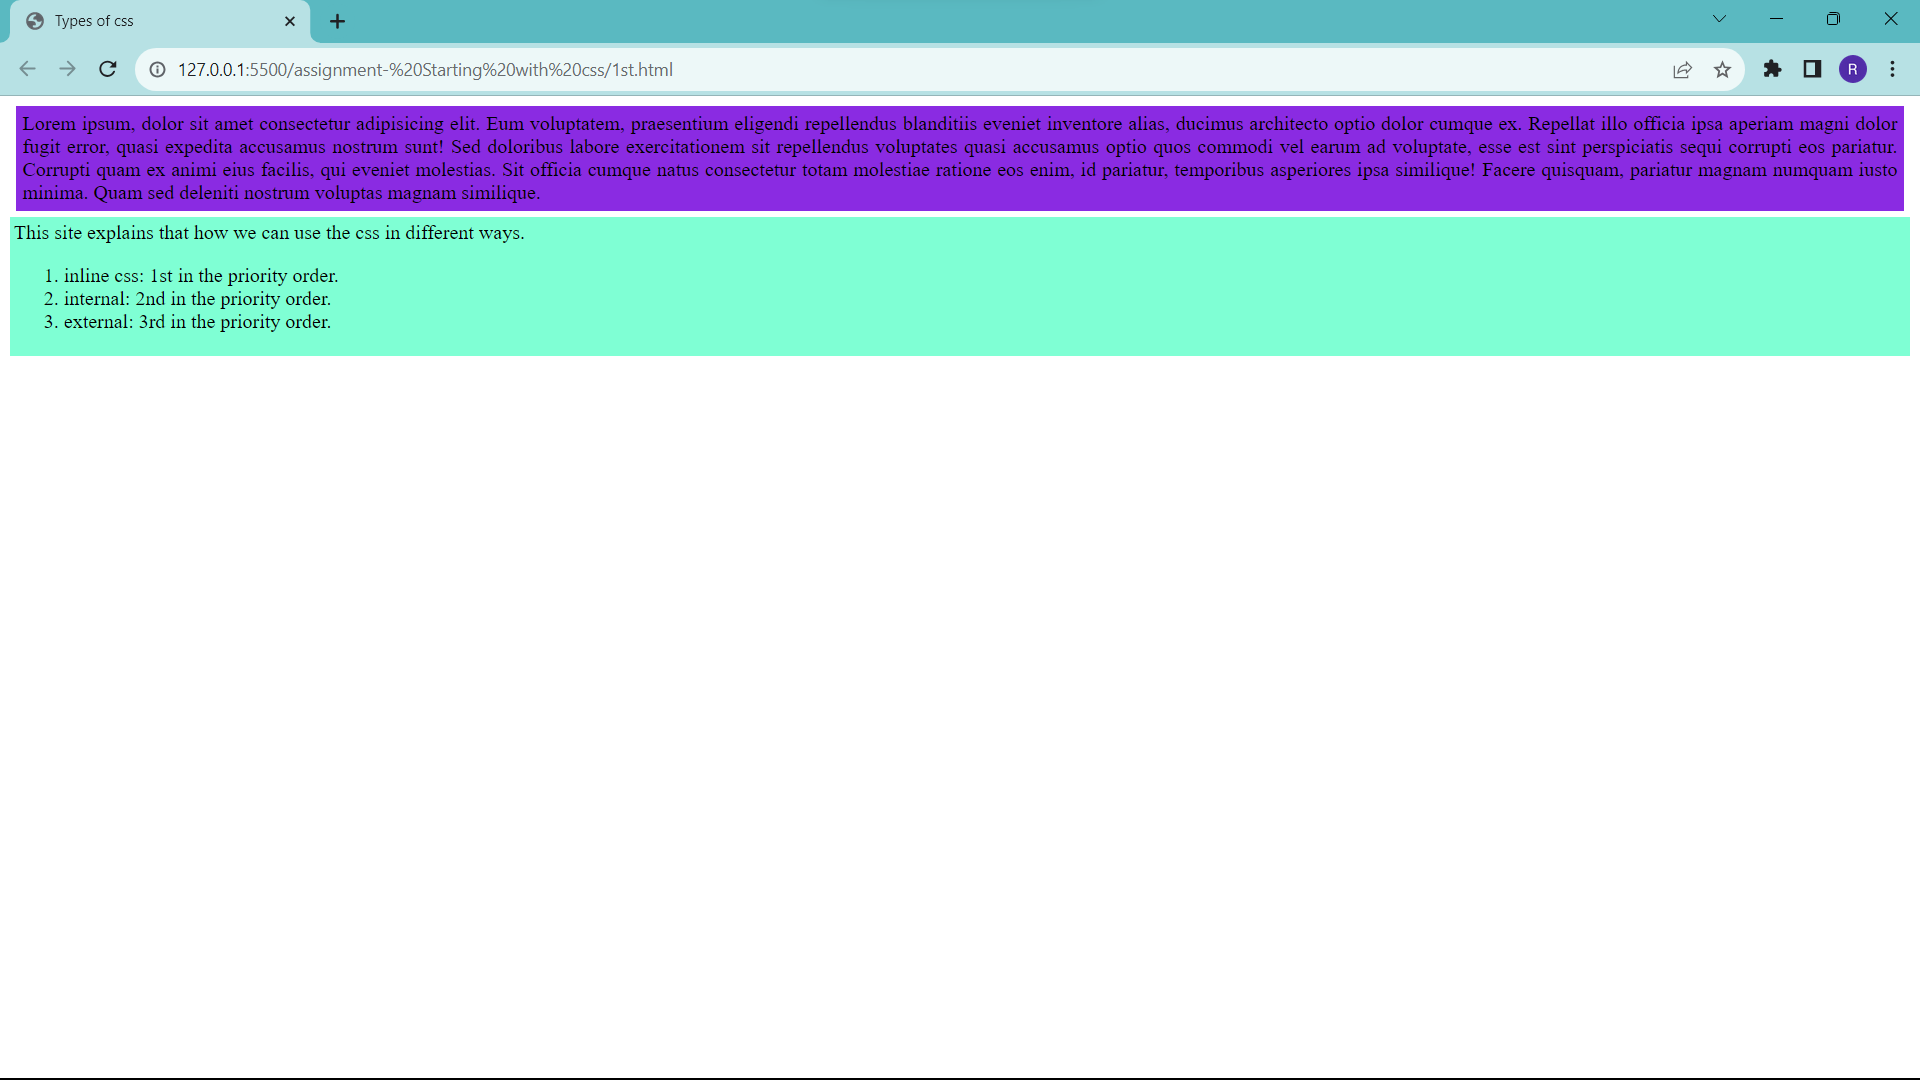 Types of css
127.0.0.1:5500/assignment-%20Starting%20with%20css/1st.html
R
Lorem ipsum, dolor sit amet consectetur adipisicing elit. Eum voluptatem, praesentium eligendi repellendus blanditiis eveniet inventore alias, ducimus architecto optio dolor cumque ex. Repellat illo officia ipsa aperiam magni dolor
fugit error, quasi expedita accusamus nostrum sunt! Sed doloribus labore exercitationem sit repellendus voluptates quasi accusamus optio quos commodi vel earum ad voluptate, esse est sint perspiciatis sequi corrupti eos pariatur.
Corrupti quam ex animi eius facilis, qui eveniet molestias. Sit officia cumque natus consectetur totam molestiae ratione eos enim, id pariatur, temporibus asperiores ipsa similique! Facere quisquam, pariatur magnam numquam iusto
minima. Quam sed deleniti nostrum voluptas magnam similique.
This site explains that how we can use the css in different ways.
1. inline css: 1st in the priority order.
2. internal: 2nd in the priority order.
3. external: 3rd in the priority order.